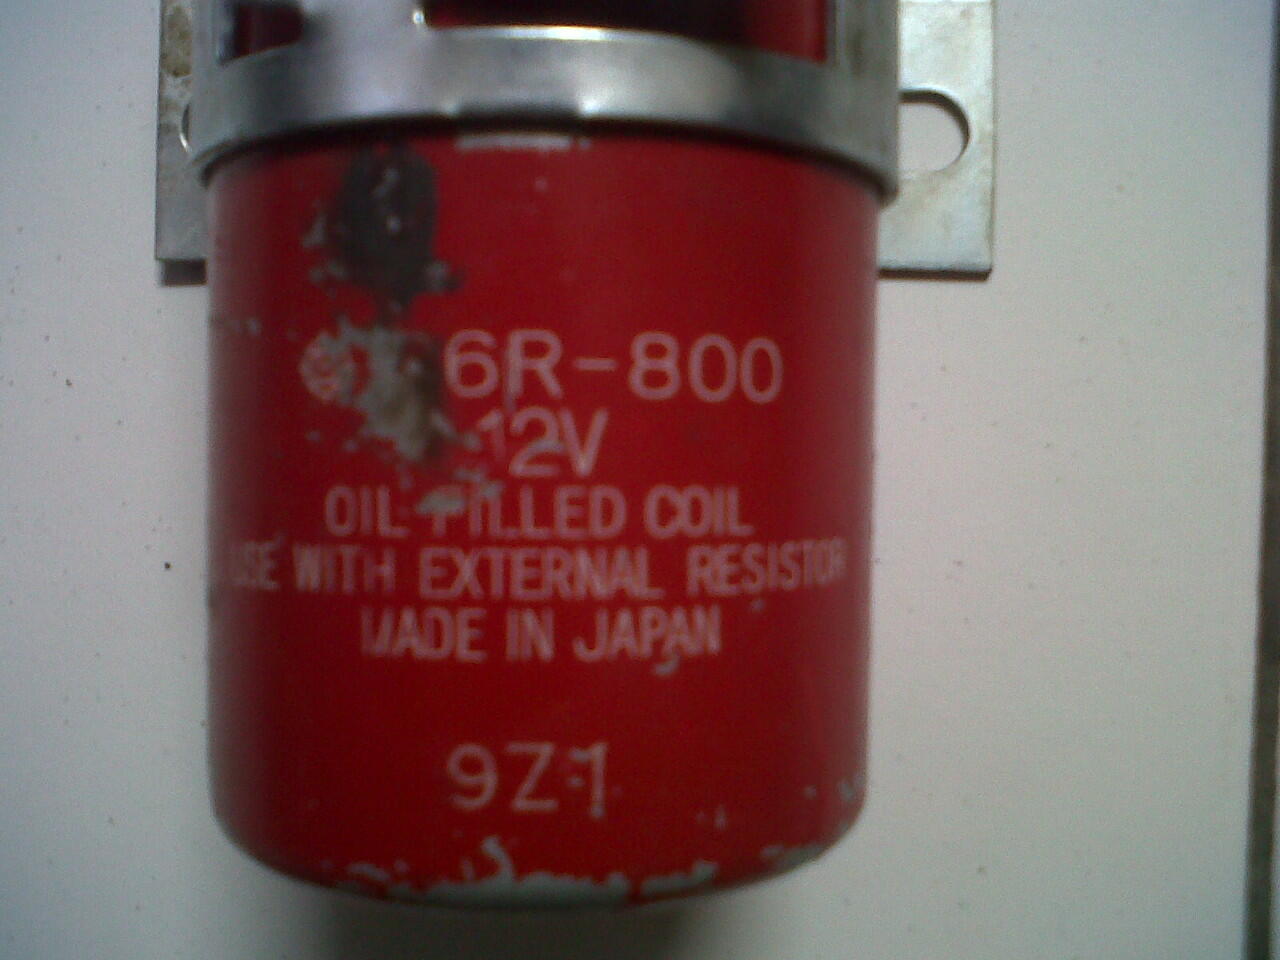 6R-800
12V
OIL FILLED COIL
USE WITH EXTERNAL RESISTOR
MADE IN JAPAN
9Z1